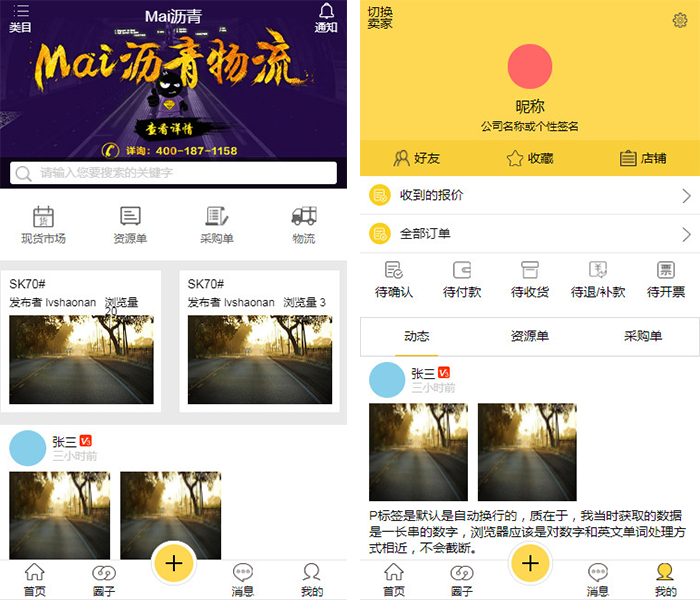 类目
Mai沥青
通知
Mai沥青物流
查看详情
详询：400-187-1158
请输入您要搜索的关键字
现货市场
货
资源单
采购单
物流
SK70#
发布者 lvshaonan 浏览量
20
SK70#
发布者 lvshaonan 浏览量 3
张三 V3
三小时前
+
首页
圈子
消息
我的
切换
卖家
昵称
公司名称或个性签名
好友
收藏
店铺
收到的报价
全部订单
待确认
待付款
待收货
待退/补款
票
待开票
动态
资源单
采购单
张三 V3
三小时前
P标签是默认是自动换行的，质在于，我当时获取的数据
是一长串的数字，浏览器应该是对数字和英文单词处理方
式相近，不会截断。
+
首页
圈子
消息
我的